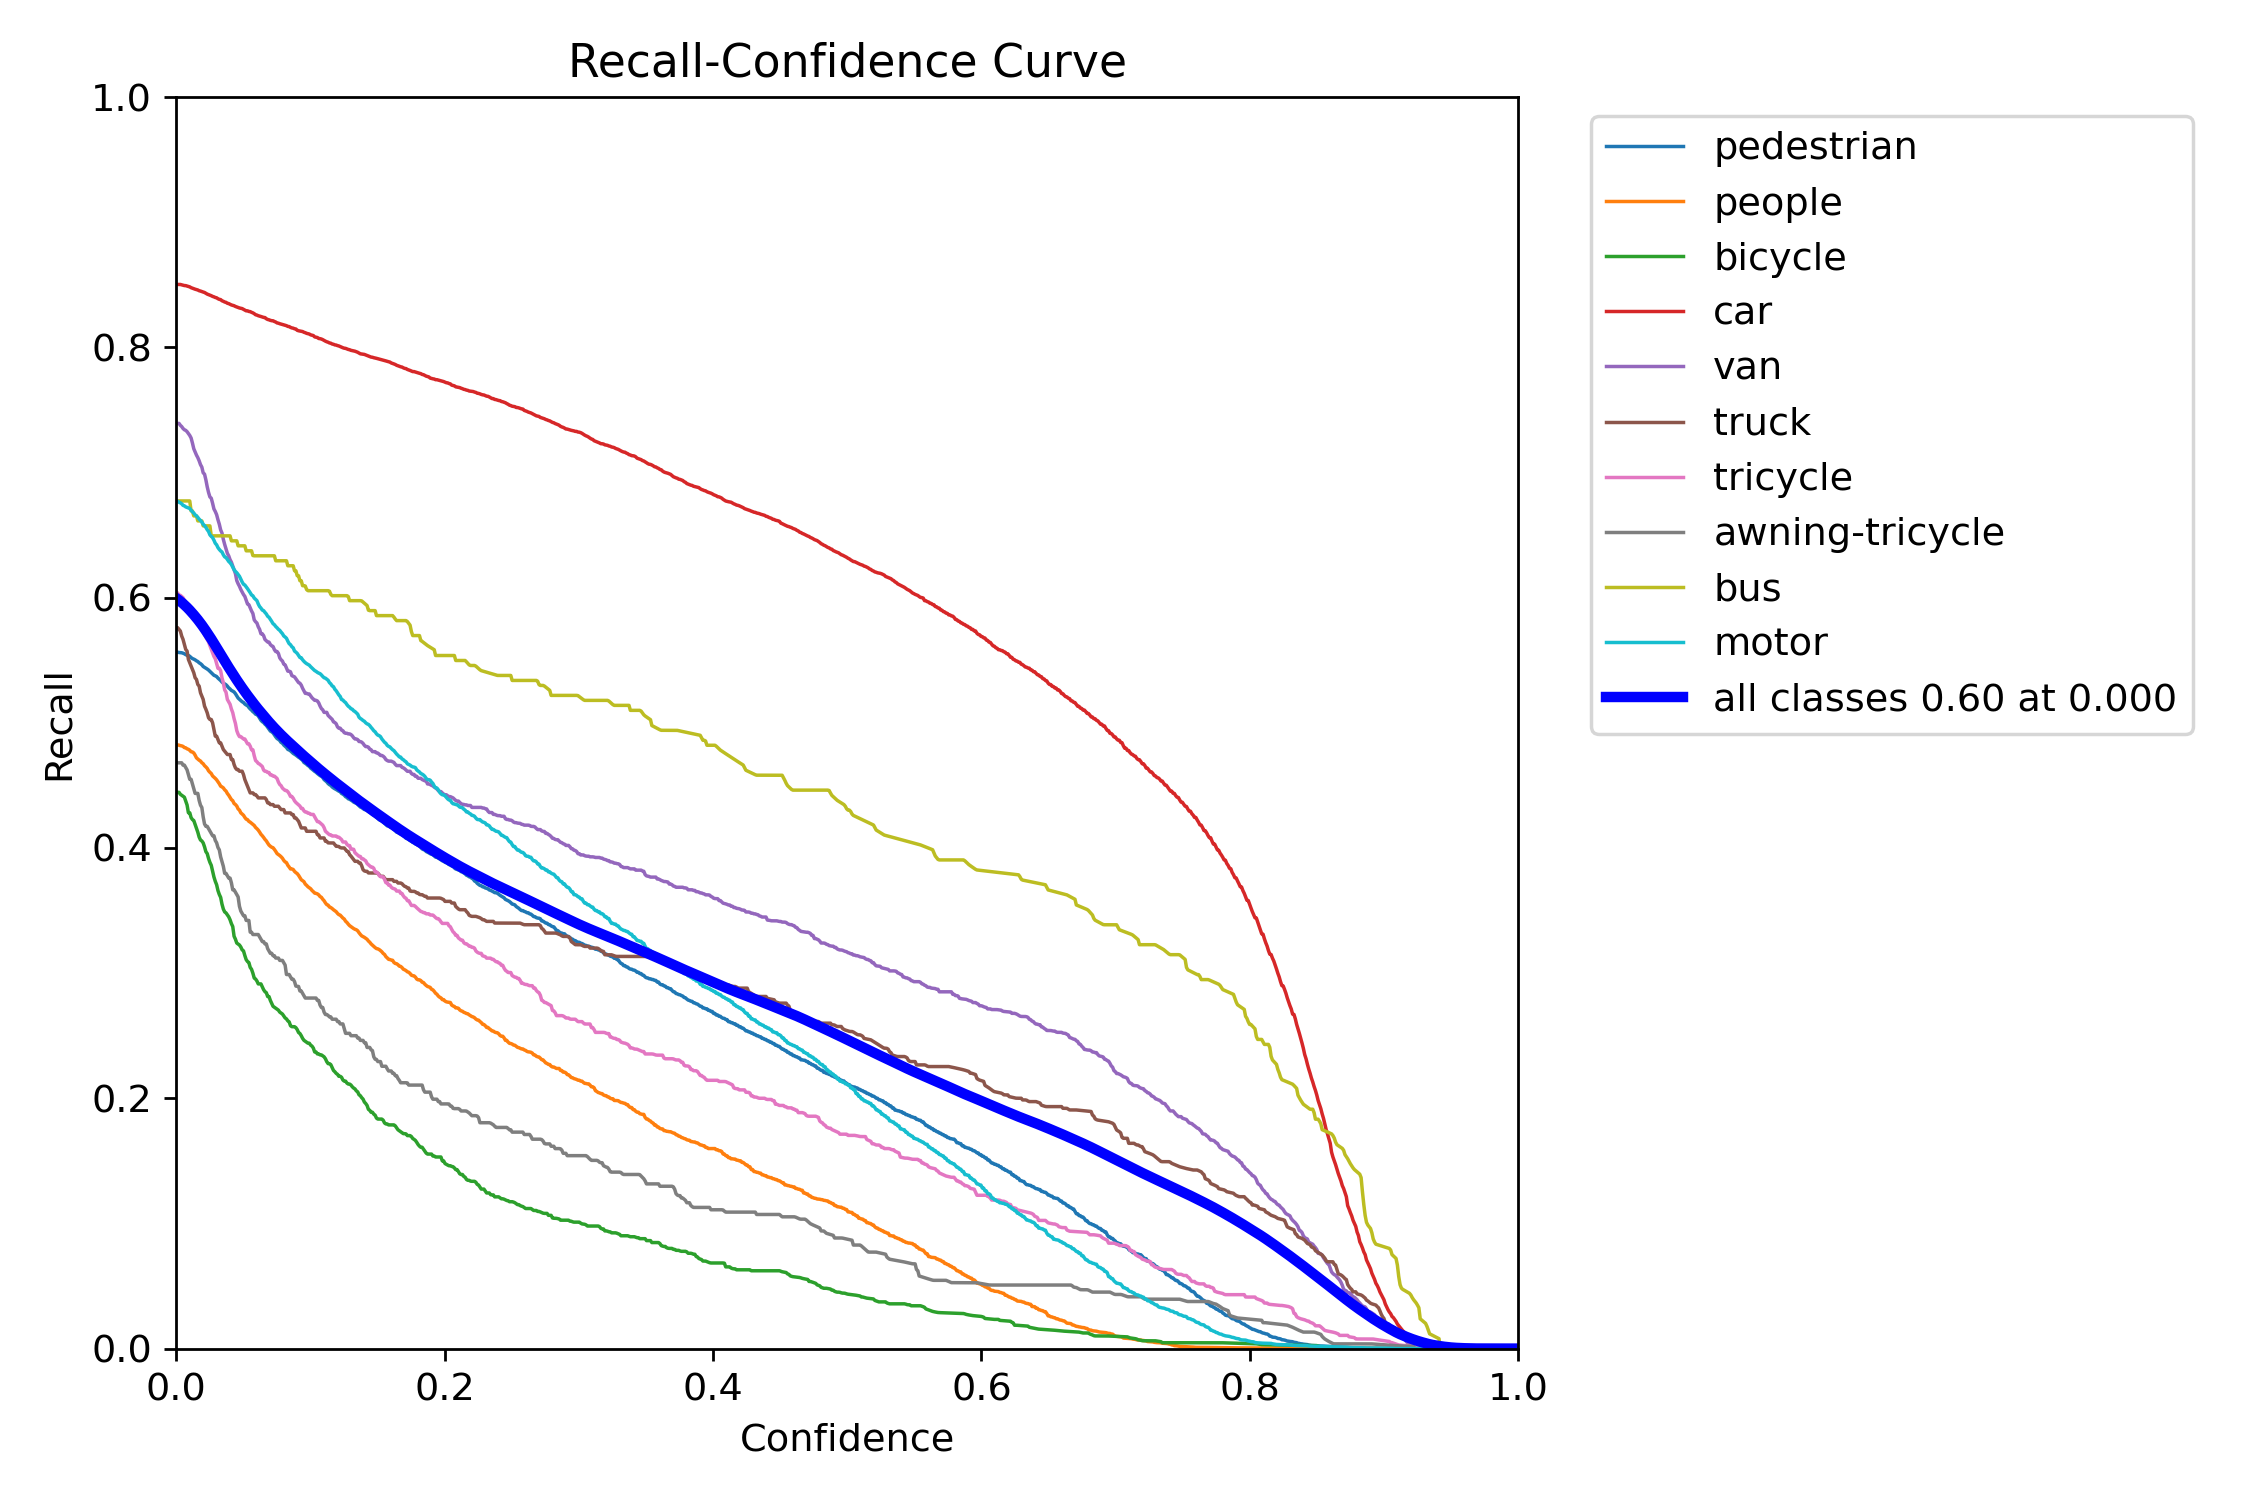 Recall-Confidence Curve
1.0
0.8
0.6
0.4
0.2
0.0
Recall
0.0 0.2 0.4 0.6 0.8 1.0
Confidence
pedestrian
people
bicycle
car
van
truck
tricycle
awning-tricycle
bus
motor
all classes 0.60 at 0.000